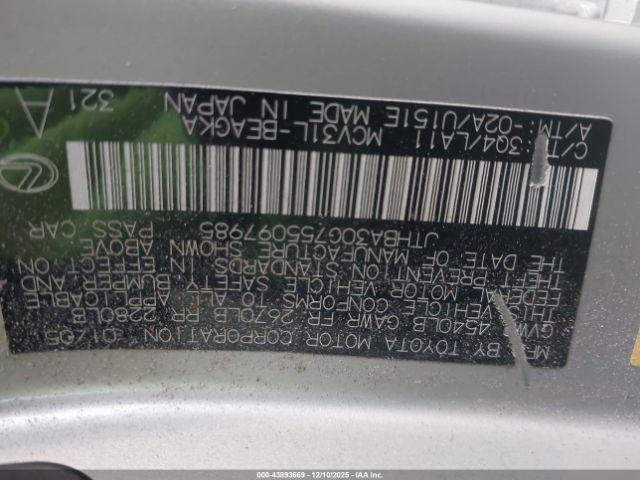 MFD. BY TOYOTA MOTOR CORPORATION 01/05
4540LB GAWR FR 2670LB RR 2280LB
THIS VEHICLE CONFORMS TO ALL APPLICABLE
FEDERAL MOTOR VEHICLE SAFETY BUMPER AND
THEFT PREVENTION STANDARDS IN EFFECT ON
THE DATE OF MANUFACTURE SHOWN ABOVE
JTHBA30G755097985 PASS. CAR
3Q4/LA11 MCV31L-BEAGKA 321 A
A/TM: -02A/U151E MADE IN JAPAN
000-43893669 - 12/10/2025 - IAA Inc. Copyright